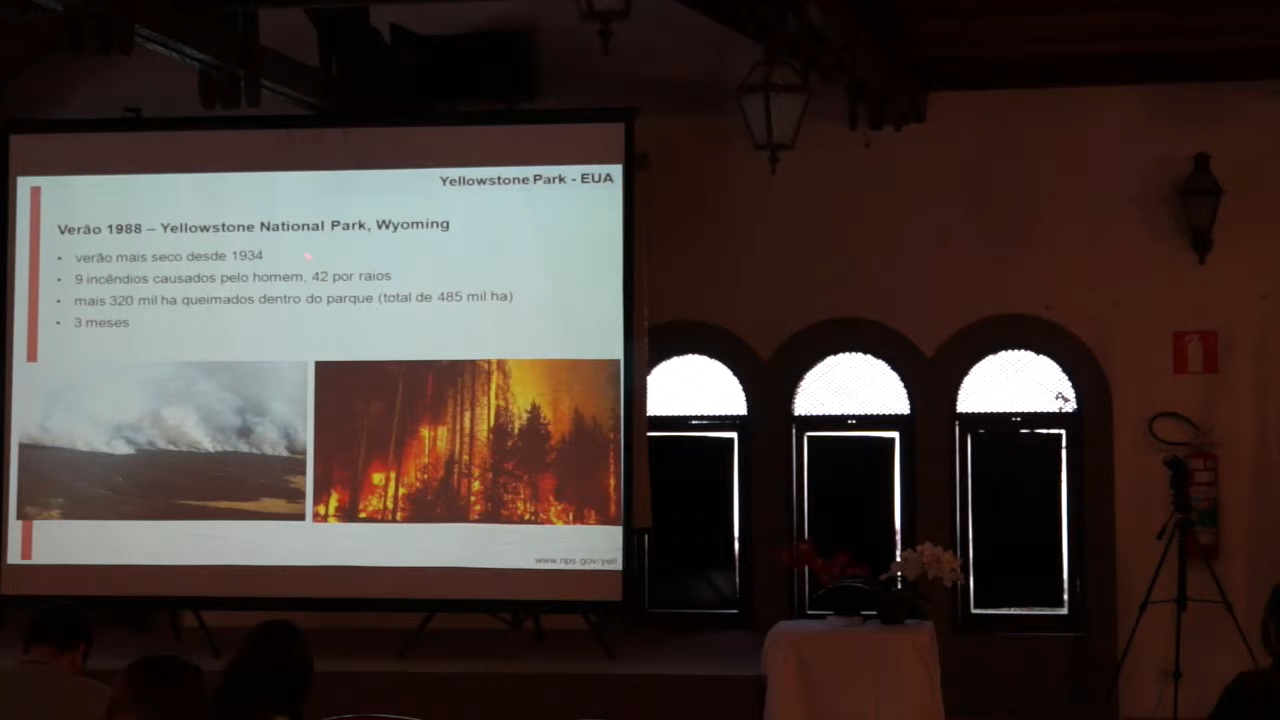 Yellowstone Park - EUA
Verão 1988 – Yellowstone National Park, Wyoming
• verão mais seco desde 1934
• 9 incêndios causados pelo homem, 42 por raios
• mais 320 mil ha queimados dentro do parque (total de 485 mil ha)
• 3 meses
www.nps.gov/yell